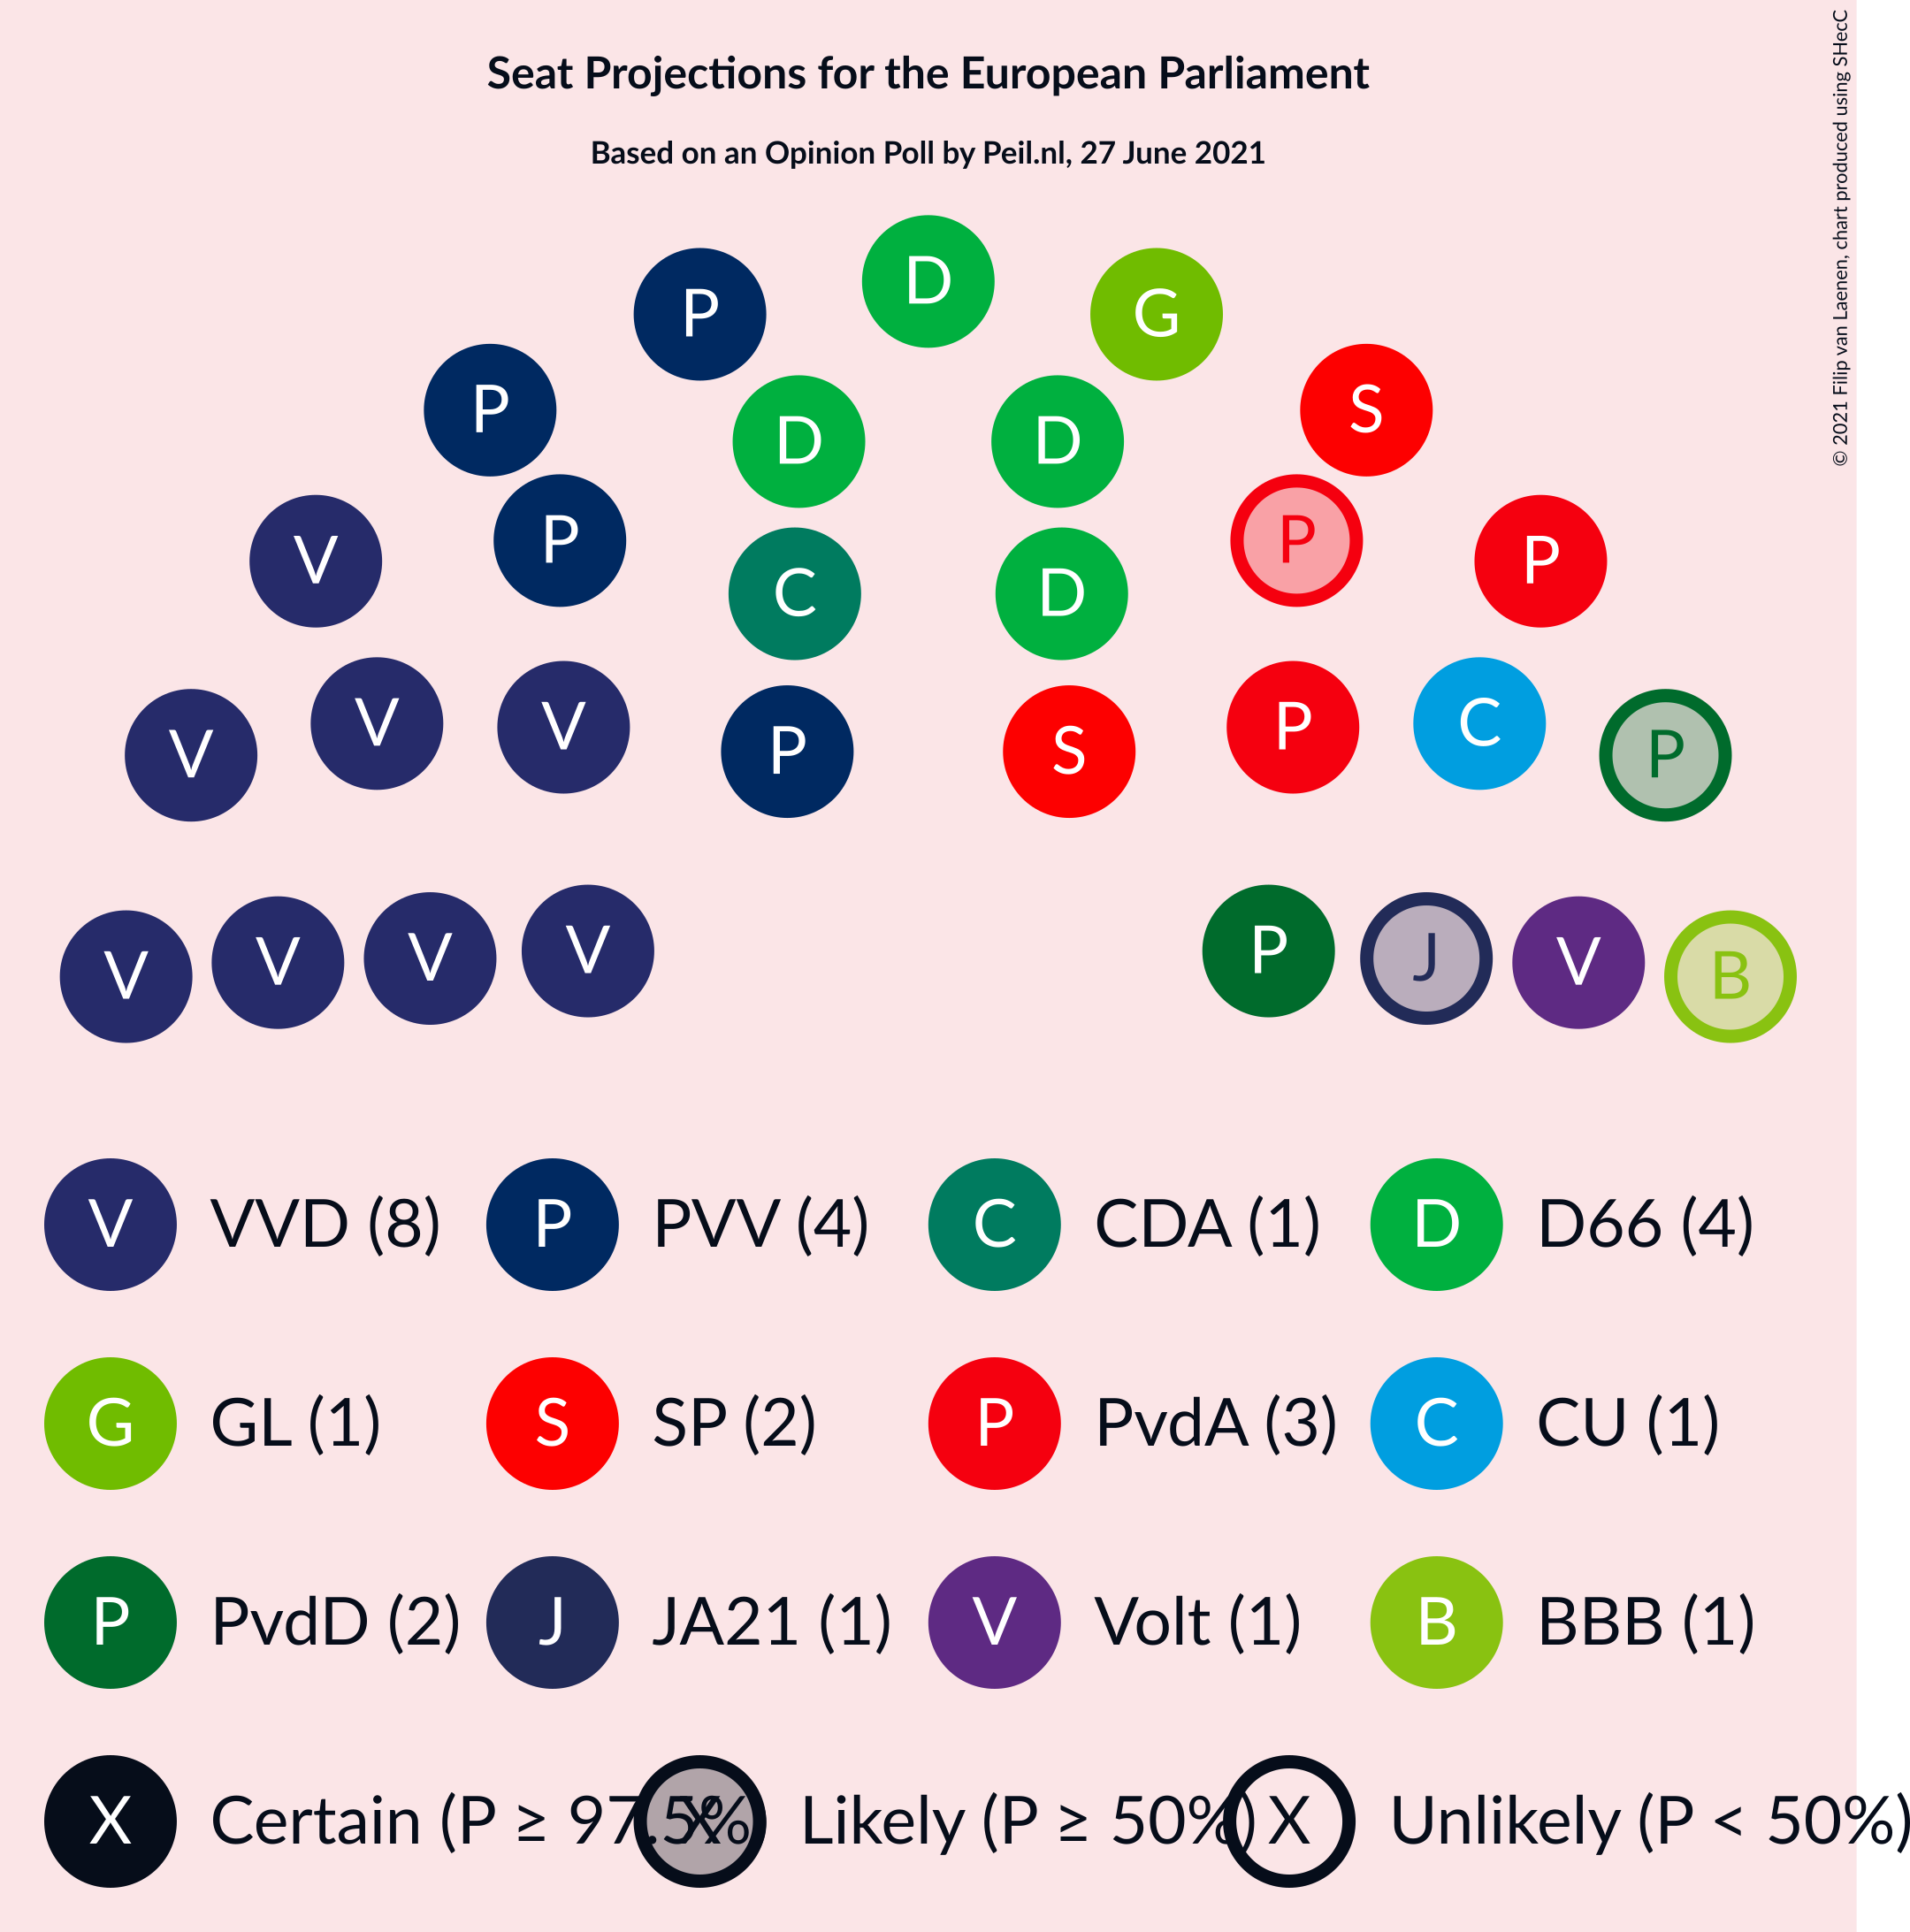 Seat Projections for the European Parliament
Based on an Opinion Poll by Peil.nl, 27 June 2021
© 2021 Filip van Laenen, chart produced using SHecC
D
P G
P S
D D
P P
V P
C D
V V P C
V P S P
V V V V P J V B
V VVD (8) P PVV (4) C CDA (1) D D66 (4)
G GL (1) S SP (2) P PvdA (3) C CU (1)
P PvdD (2) J JA21 (1) V Volt (1) B BBB (1)
X Certain (P ≥ 97.5%) X Likely (P ≥ 50%) X Unlikely (P < 50%)